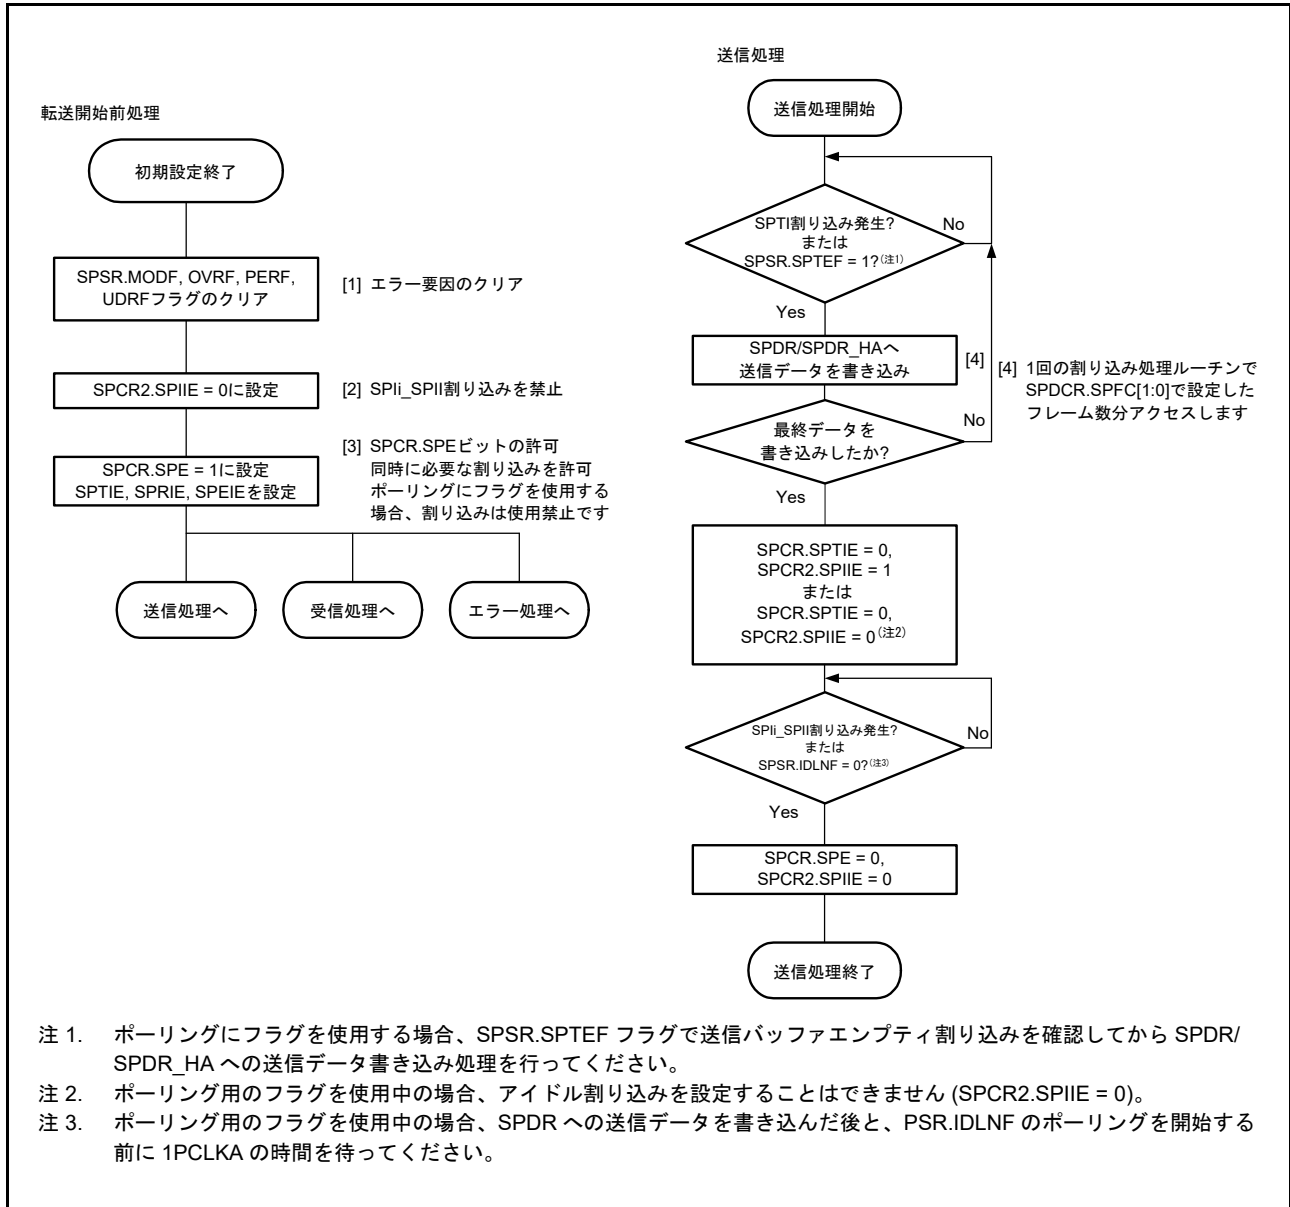 転送開始前処理
初期設定終了
SPSR.MODF, OVRF, PERF,
UDRFフラグのクリア
[1] エラー要因のクリア
SPCR2.SPIIE = 0に設定
[2] SPIi_SPII割り込みを禁止
SPCR.SPE = 1に設定
SPTIE, SPRIE, SPEIEを設定
[3] SPCR.SPEビットの許可
同時に必要な割り込みを許可
ポーリングにフラグを使用する
場合、割り込みは使用禁止です
送信処理へ
受信処理へ
エラー処理へ
送信処理
送信処理開始
SPTI割り込み発生?
または
SPSR.SPTEF = 1?(注1)
No
Yes
SPDR/SPDR_HAへ
送信データを書き込み
[4]
[4] 1回の割り込み処理ルーチンで
SPDCR.SPFC[1:0]で設定した
フレーム数分アクセスします
最終データを
書き込みしたか?
No
Yes
SPCR.SPTIE = 0,
SPCR2.SPIIE = 1
または
SPCR.SPTIE = 0,
SPCR2.SPIIE = 0(注2)
SPIi_SPII割り込み発生?
または
SPSR.IDLNF = 0?(注3)
No
Yes
SPCR.SPE = 0,
SPCR2.SPIIE = 0
送信処理終了
注 1. ポーリングにフラグを使用する場合、SPSR.SPTEF フラグで送信バッファエンプティ割り込みを確認してから SPDR/
SPDR_HA への送信データ書き込み処理を行ってください。
注 2. ポーリング用のフラグを使用中の場合、アイドル割り込みを設定することはできません (SPCR2.SPIIE = 0)。
注 3. ポーリング用のフラグを使用中の場合、SPDR への送信データを書き込んだ後と、PSR.IDLNF のポーリングを開始する
前に 1PCLKA の時間を待ってください。